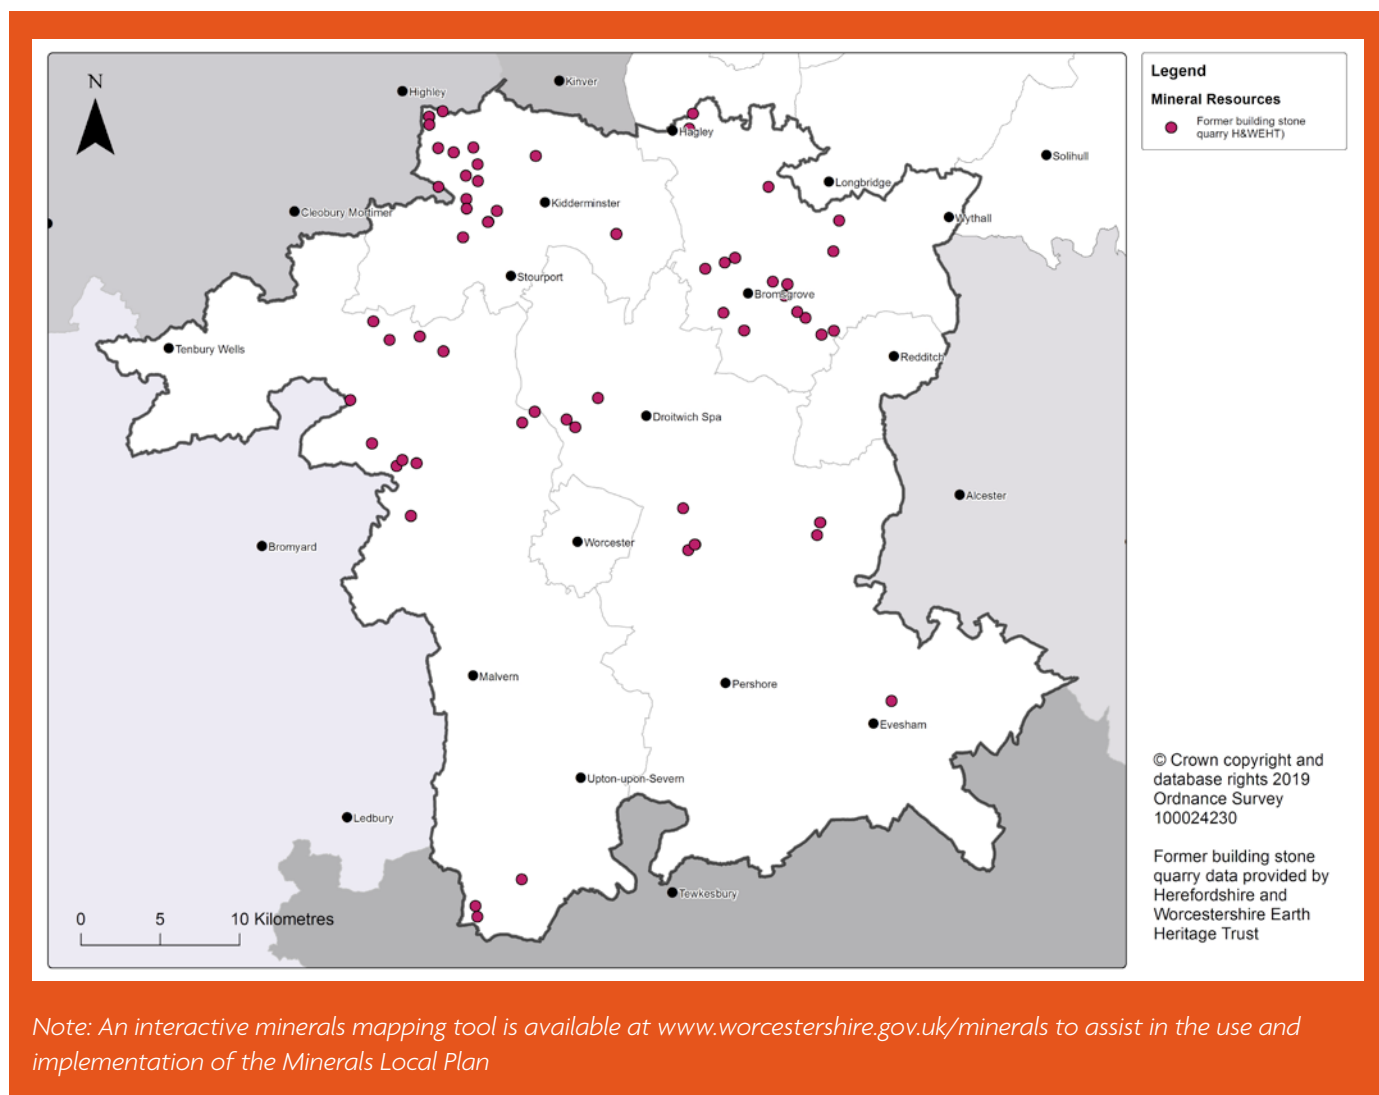 N
Kinver
Highley
Hagley
Solihull
Longbridge
Kidderminster
Cleobury Mortimer
Wythall
Stourport
Bromsgrove
Tenbury Wells
Redditch
Droitwich Spa
Alcester
Worcester
Bromyard
Malvern
Pershore
Evesham
Upton-upon-Severn
Ledbury
Tewkesbury
0 5 10 Kilometres
Legend
Mineral Resources
Former building stone
quarry H&WEHT)
© Crown copyright and
database rights 2019
Ordnance Survey
100024230
Former building stone
quarry data provided by
Herefordshire and
Worcestershire Earth
Heritage Trust
Note: An interactive minerals mapping tool is available at www.worcestershire.gov.uk/minerals to assist in the use and
implementation of the Minerals Local Plan